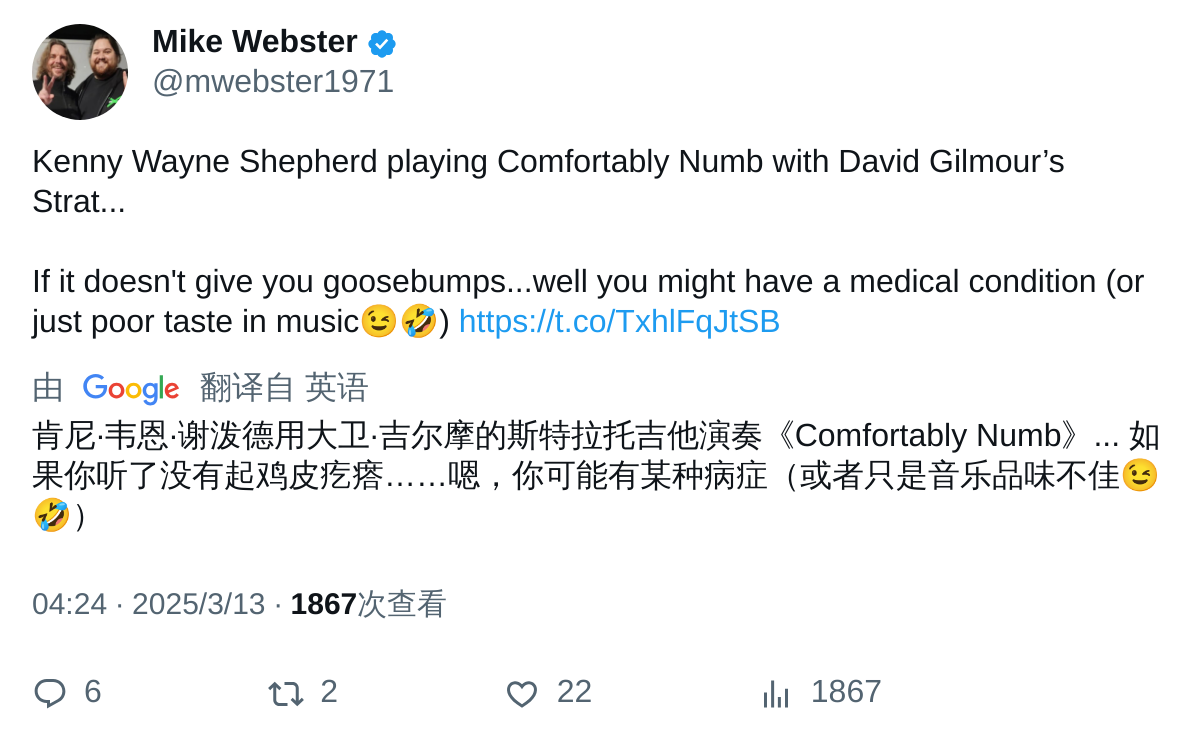 Mike Webster
@mwebster1971
Kenny Wayne Shepherd playing Comfortably Numb with David Gilmour’s
Strat...
If it doesn't give you goosebumps...well you might have a medical condition (or
just poor taste in music😉🤣) https://t.co/TxhlFqJtSB
由 Google 翻译自 英语
肯尼·韦恩·谢泼德用大卫·吉尔摩的斯特拉托吉他演奏《Comfortably Numb》... 如
果你听了没有起鸡皮疙瘩……嗯，你可能有某种病症（或者只是音乐品味不佳😉
🤣）
04:24 · 2025/3/13 · 1867次查看
6 2 22 1867